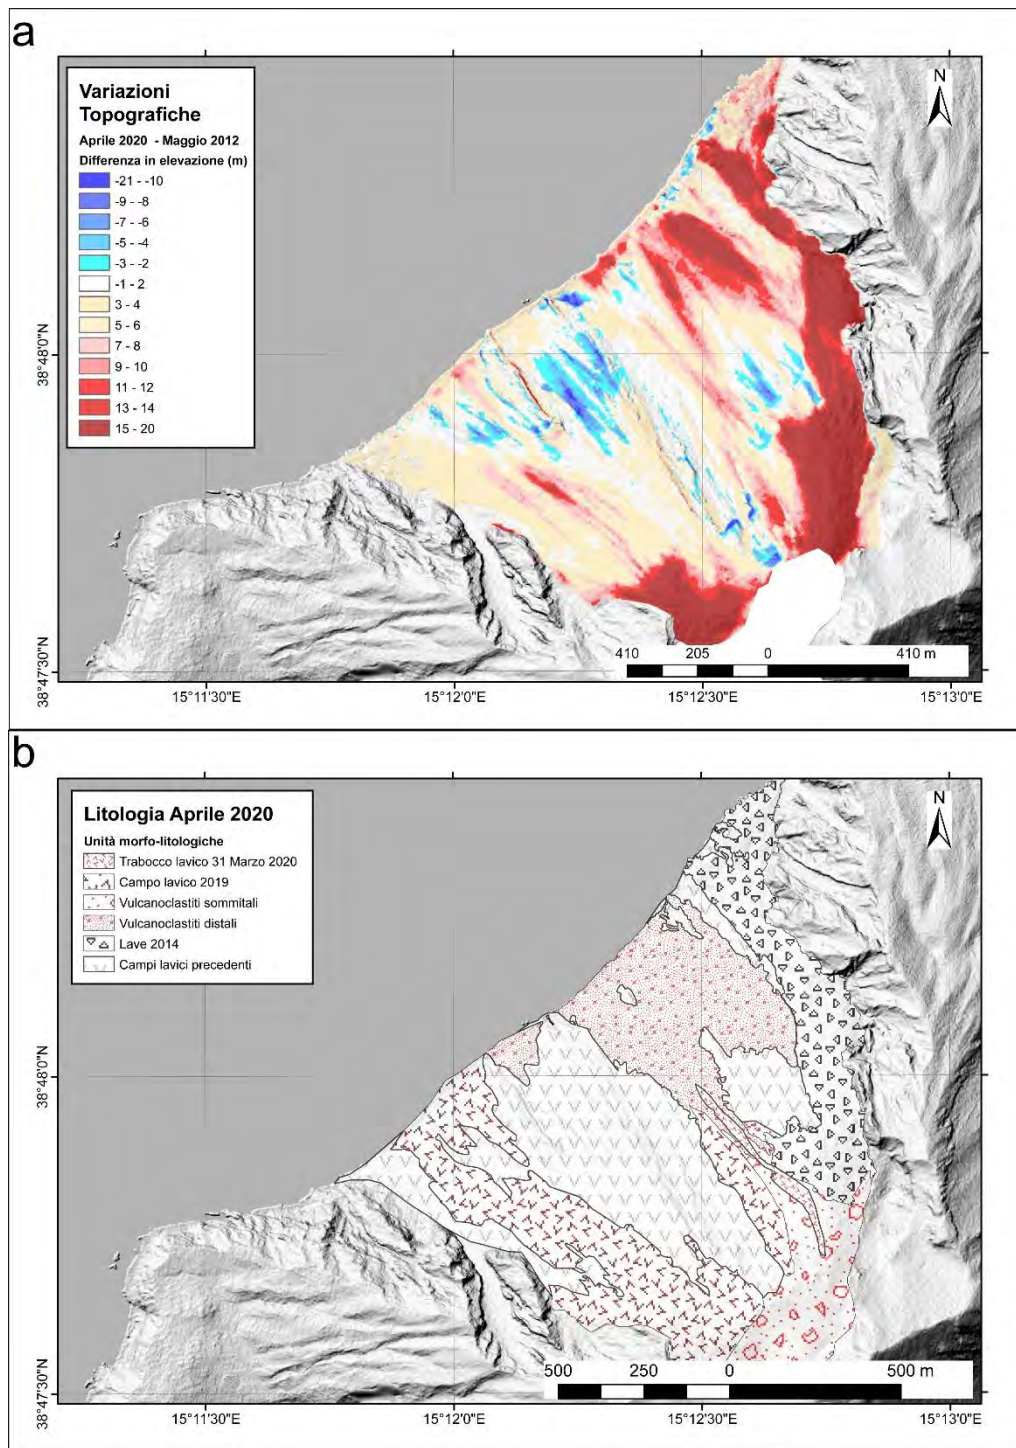 a
Variazioni
Topografiche
Aprile 2020 - Maggio 2012
Differenza in elevazione (m)
-21 - -10
-9 - -8
-7 - -6
-5 - -4
-3 - -2
-1 - 2
3 - 4
5 - 6
7 - 8
9 - 10
11 - 12
13 - 14
15 - 20
N
38°48'0"N
38°47'30"N
410 205 0 410 m
15°11'30"E 15°12'0"E 15°12'30"E 15°13'0"E
b
Litologia Aprile 2020
Unità morfo-litologiche
Trabocco lavico 31 Marzo 2020
Campo lavico 2019
Vulcanoclastiti sommitali
Vulcanoclastiti distali
Lave 2014
Campi lavici precedenti
N
38°48'0"N
38°47'30"N
500 250 0 500 m
15°11'30"E 15°12'0"E 15°12'30"E 15°13'0"E